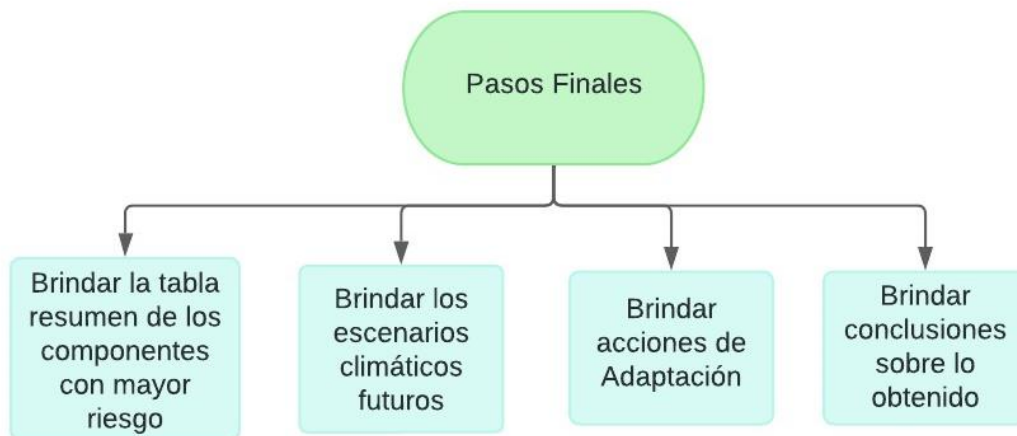 Pasos Finales
Brindar la tabla
resumen de los
componentes
con mayor
riesgo
Brindar los
escenarios
climáticos
futuros
Brindar
acciones de
Adaptación
Brindar
conclusiones
sobre lo
obtenido